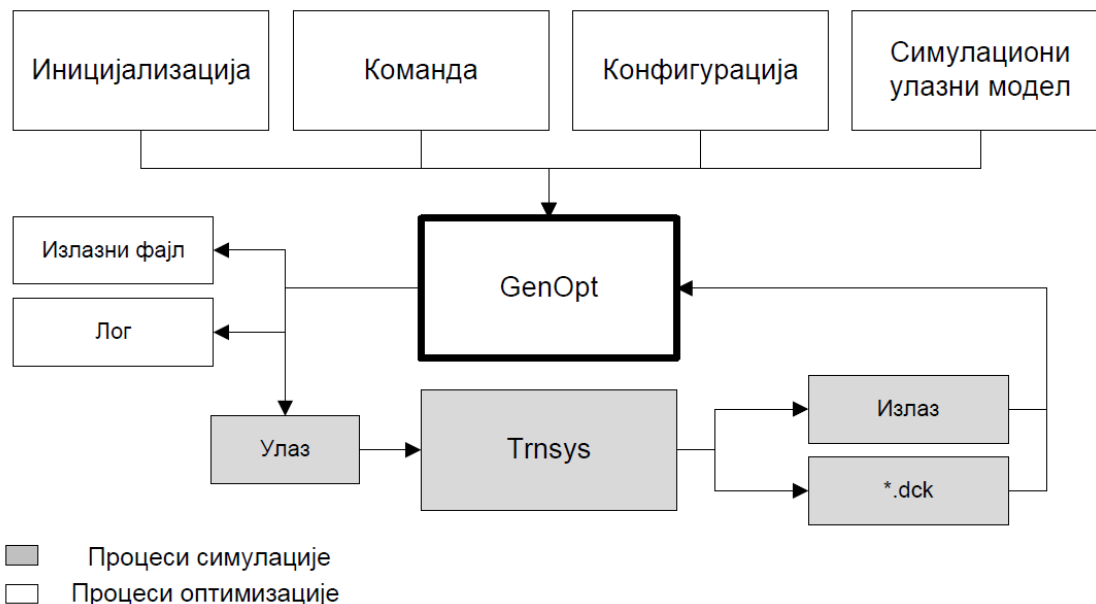 Иницијализација
Команда
Конфигурација
Симулациони
улазни модел
Излазни фајл
GenOpt
Лог
Излаз
Улаз
Trnsys
*.dck
Процеси симулације
Процеси оптимизације